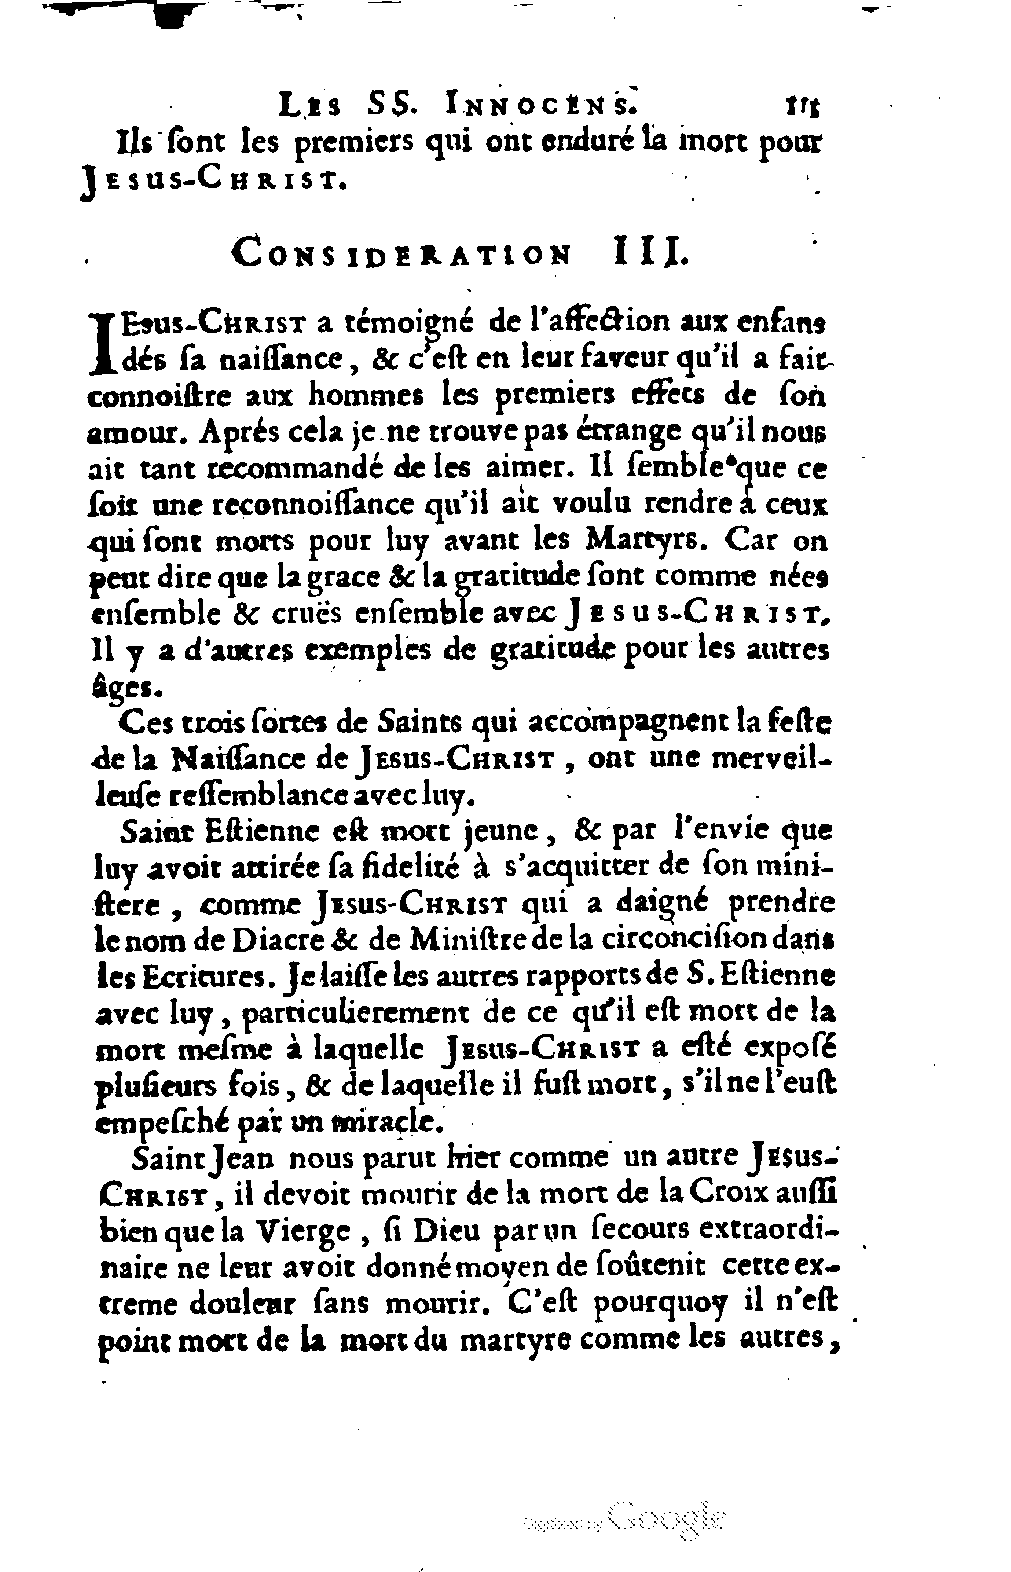 LES SS. INNOCENS. 111
Ils ſont les premiers qui ont enduré la mort pour
JESUS-CHRIST.
CONSIDERATION III.
IEsus-CHRIST a témoigné de l'affection aux enfans
dés ſa naiſſance, & c'eſt en leur faveur qu'il a fait
connoiſtre aux hommes les premiers effets de ſon
amour. Aprés cela je ne trouve pas étrange qu'il nous
ait tant recommandé de les aimer. Il ſemble que ce
ſoit une reconnoiſſance qu'il ait voulu rendre à ceux
qui ſont morts pour luy avant les Martyrs. Car on
peut dire que la grace & la gratitude ſont comme nées
enſemble & cruës enſemble avec JESUS-CHRIST.
Il y a d'autres exemples de gratitude pour les autres
âges.
Ces trois ſortes de Saints qui accompagnent la feſte
de la Naiſſance de JESUS-CHRIST, ont une merveil-
leuſe reſſemblance avec luy.
Saint Eſtienne eſt mort jeune, & par l'envie que
luy avoit attirée ſa fidelité à s'acquitter de ſon mini-
ſtere, comme JESUS-CHRIST qui a daigné prendre
le nom de Diacre & de Miniſtre de la circonciſion dans
les Ecritures. Je laiſſe les autres rapports de S. Eſtienne
avec luy, particulierement de ce qu'il eſt mort de la
mort meſme à laquelle JESUS-CHRIST a eſté expoſé
pluſieurs fois, & de laquelle il fuſt mort, s'il ne l'euſt
empeſché par un miracle.
Saint Jean nous parut hier comme un autre JESUS-
CHRIST, il devoit mourir de la mort de la Croix auſſi
bien que la Vierge, ſi Dieu par un ſecours extraordi-
naire ne leur avoit donné moyen de ſoûtenit cette ex-
treme douleur ſans mourir. C'eſt pourquoy il n'eſt
point mort de la mort du martyre comme les autres,
Digitized by Google